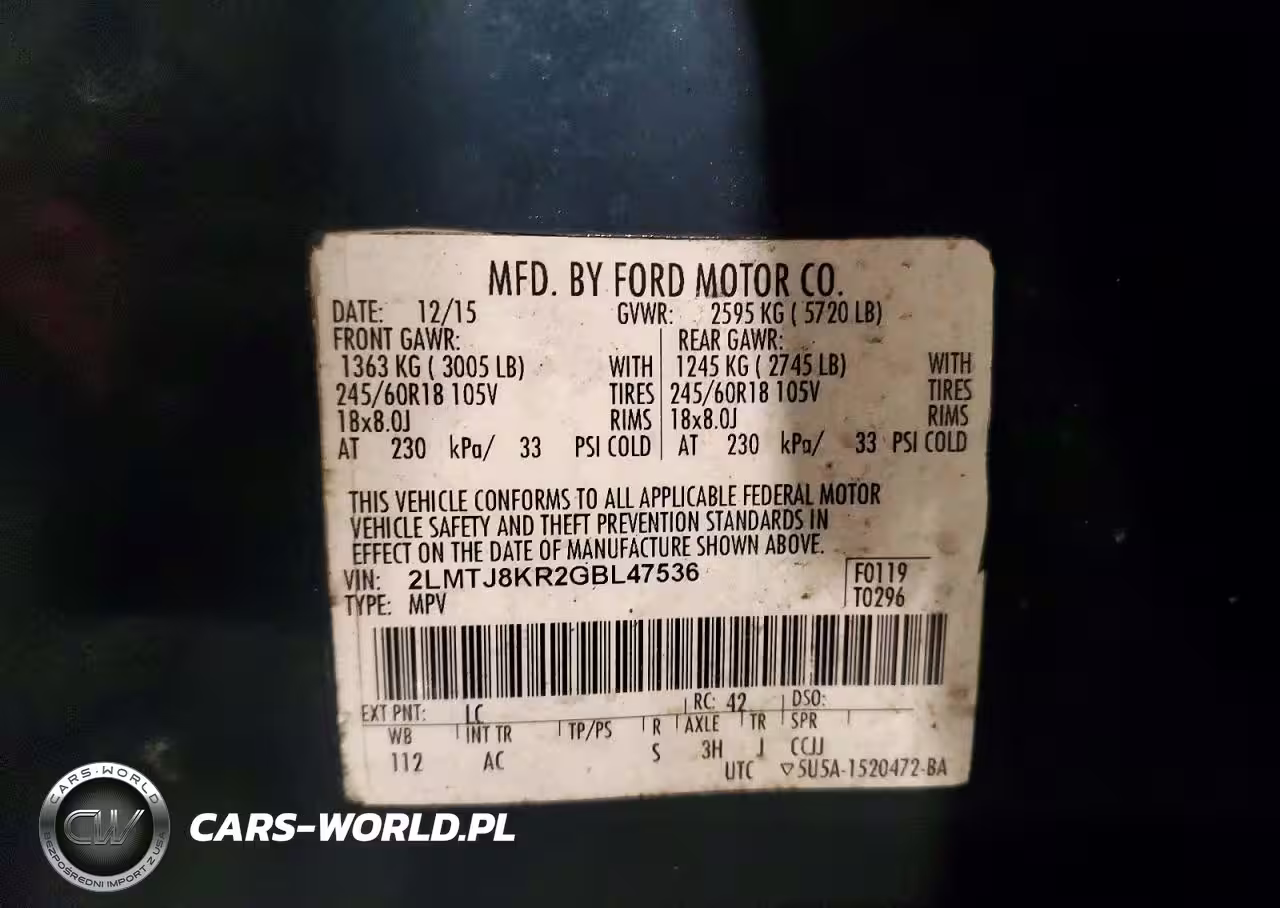 MFD. BY FORD MOTOR CO.
DATE: 12/15 GVWR: 2595 KG ( 5720 LB)
FRONT GAWR: REAR GAWR:
1363 KG ( 3005 LB) WITH 1245 KG ( 2745 LB) WITH
245/60R18 105V TIRES 245/60R18 105V TIRES
18x8.0J RIMS 18x8.0J RIMS
AT 230 kPa/ 33 PSI COLD AT 230 kPa/ 33 PSI COLD
THIS VEHICLE CONFORMS TO ALL APPLICABLE FEDERAL MOTOR
VEHICLE SAFETY AND THEFT PREVENTION STANDARDS IN
EFFECT ON THE DATE OF MANUFACTURE SHOWN ABOVE.
VIN: 2LMTJ8KR2GBL47536 F0119
TYPE: MPV T0296
EXT PNT: LC RC: 42 DSO:
WB INT TR TP/PS R AXLE TR SPR
112 AC S 3H J CCJJ
UTC ▽5U5A-1520472-BA
CARS-WORLD
CW
BEZPOŚREDNI IMPORT Z USA
CARS-WORLD.PL